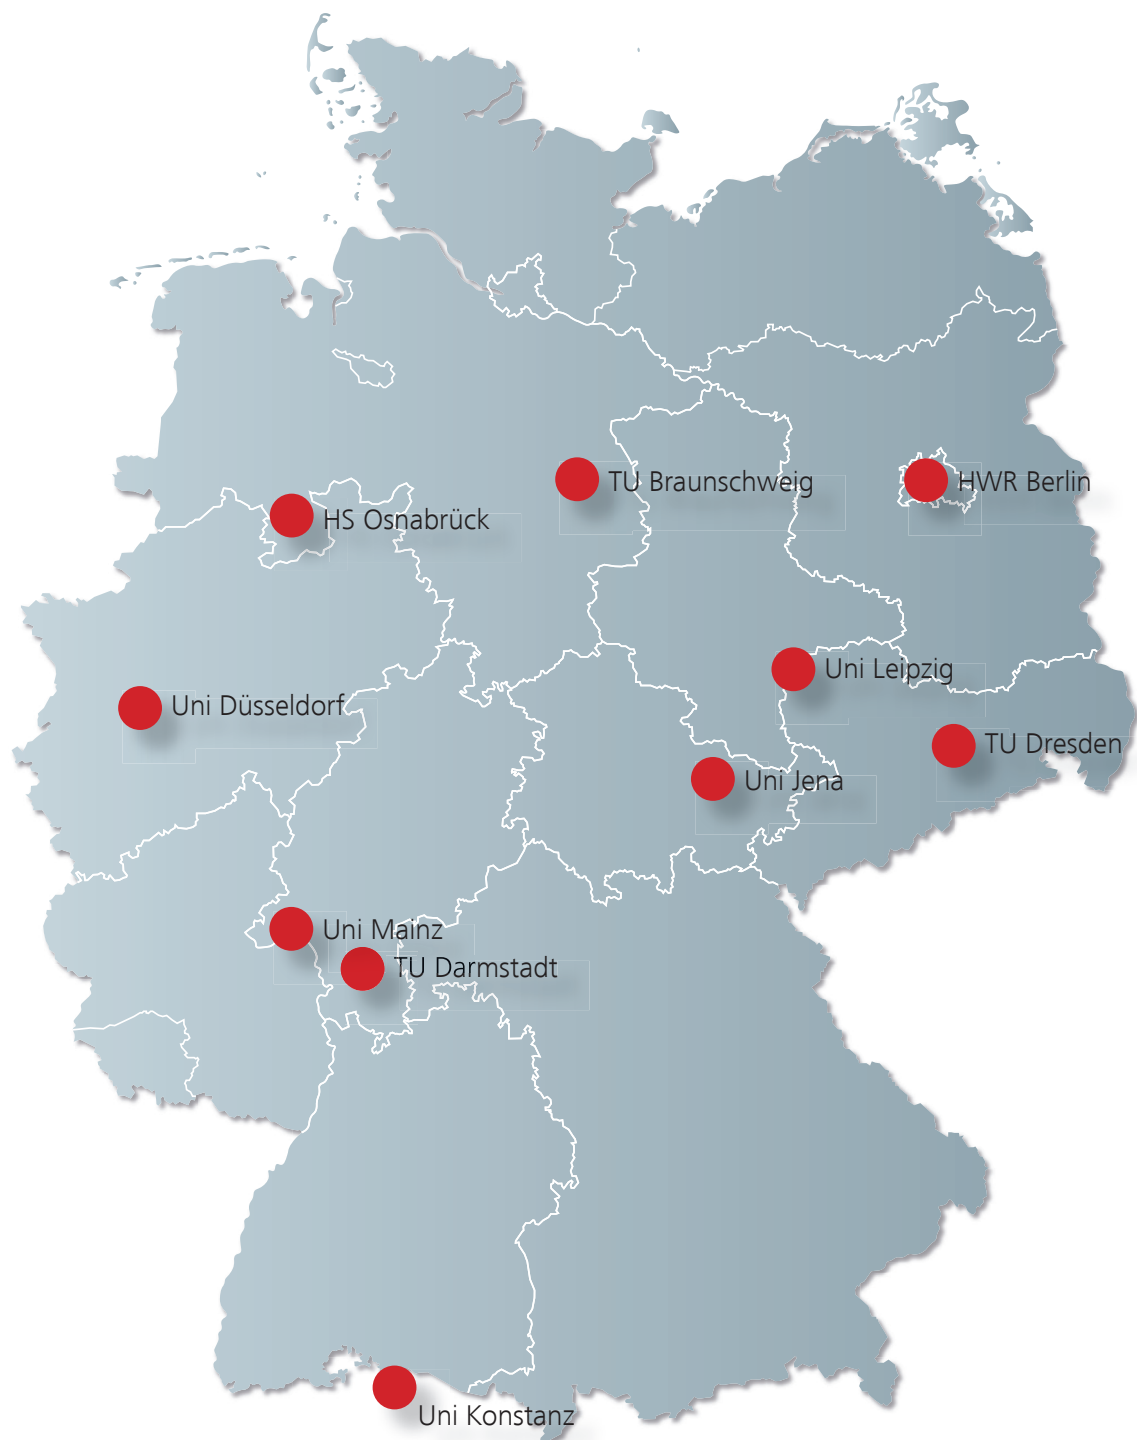 TU Braunschweig
HWR Berlin
HS Osnabrück
Uni Leipzig
Uni Düsseldorf
TU Dresden
Uni Jena
Uni Mainz
TU Darmstadt
Uni Konstanz